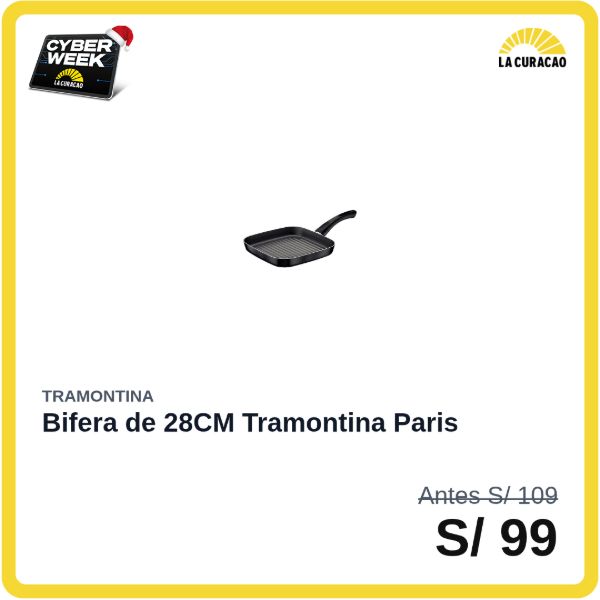 CYBER
WEEK
LA CURACAO
LA CURACAO
TRAMONTINA
Bifera de 28CM Tramontina Paris
Antes S/ 109
S/ 99